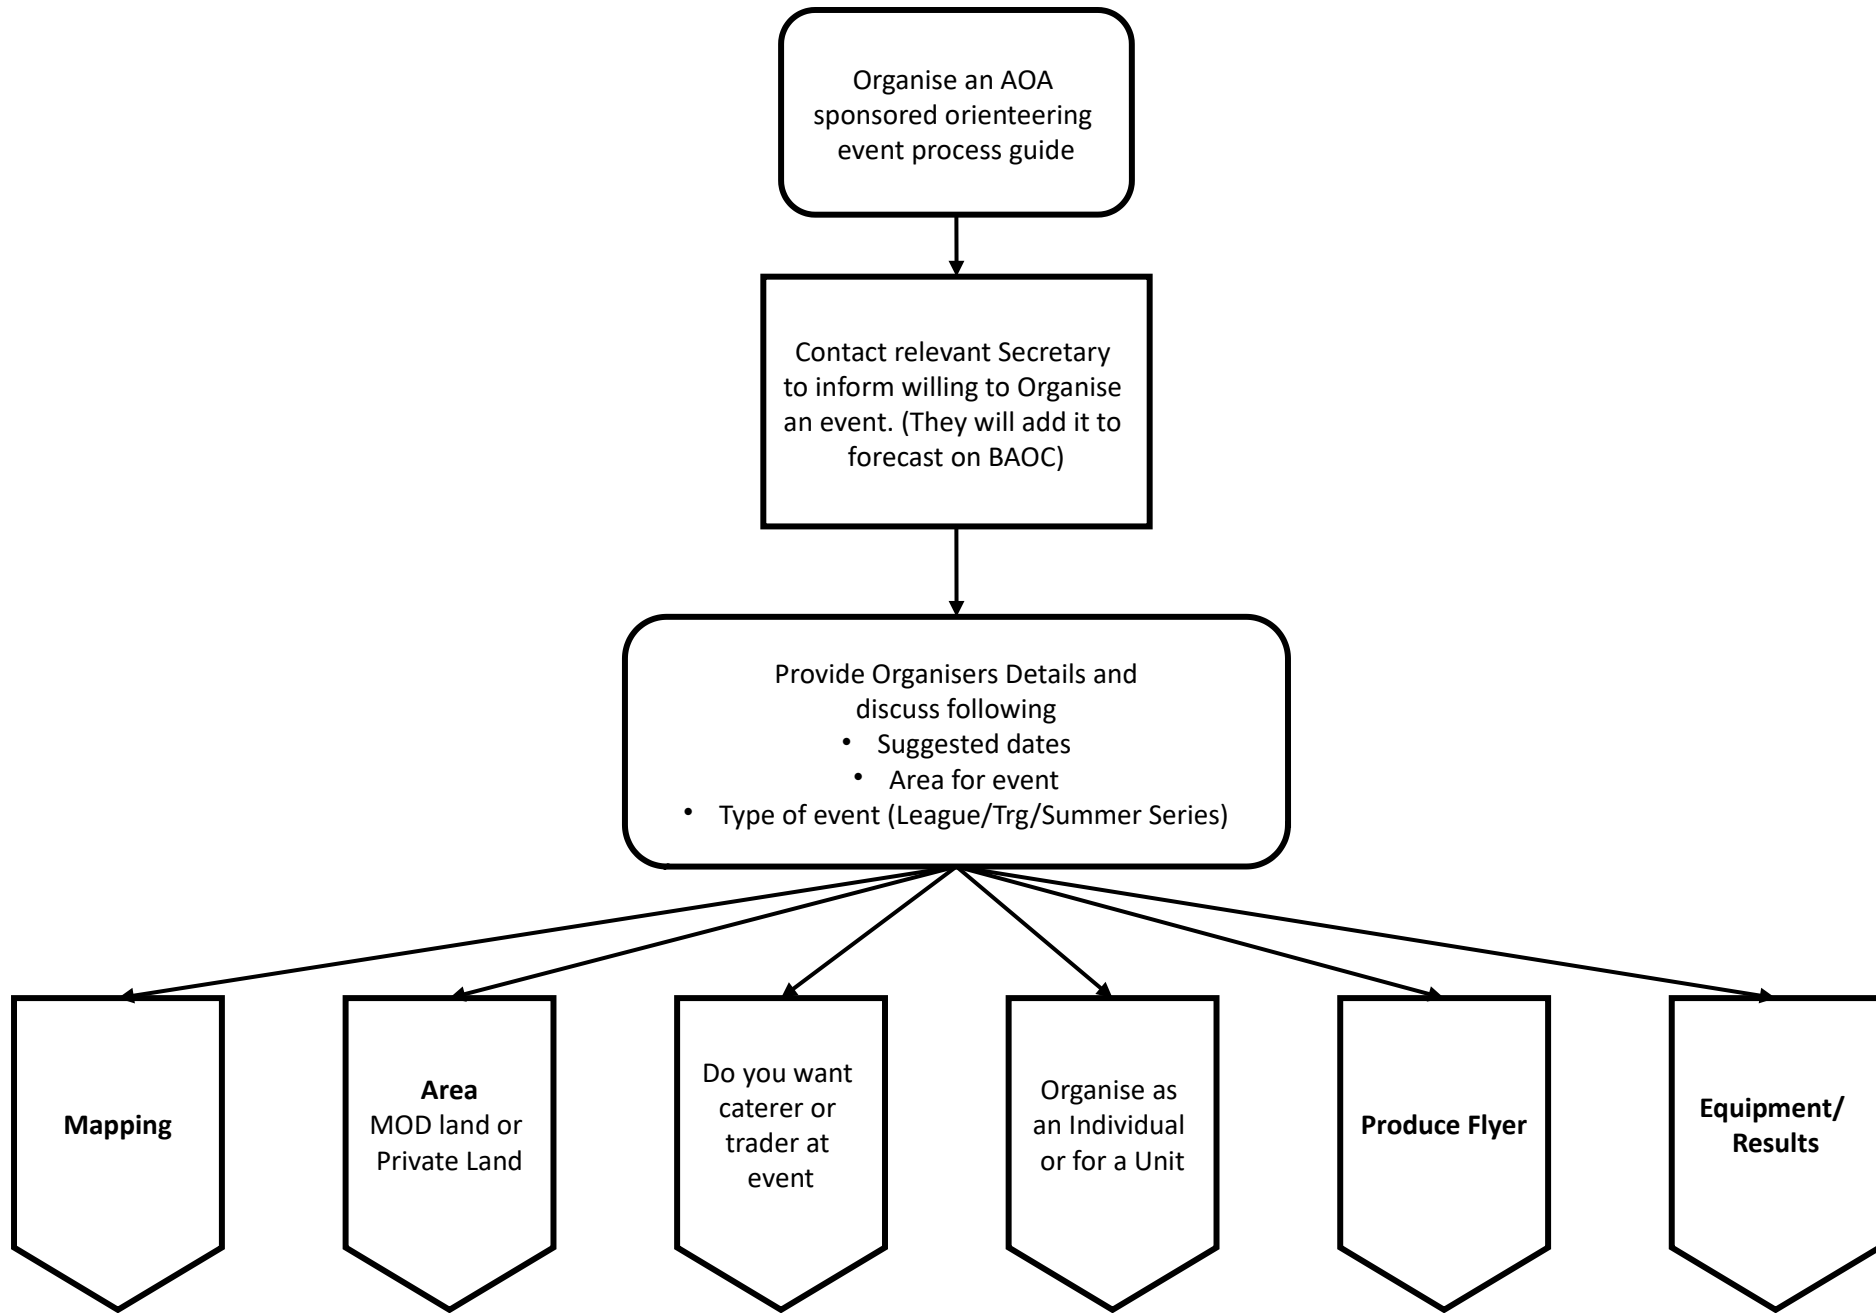 Organise an AOA
sponsored orienteering
event process guide
Contact relevant Secretary
to inform willing to Organise
an event. (They will add it to
forecast on BAOC)
Provide Organisers Details and
discuss following
• Suggested dates
• Area for event
• Type of event (League/Trg/Summer Series)
Mapping
Area
MOD land or
Private Land
Do you want
caterer or
trader at
event
Organise as
an Individual
or for a Unit
Produce Flyer
Equipment/
Results